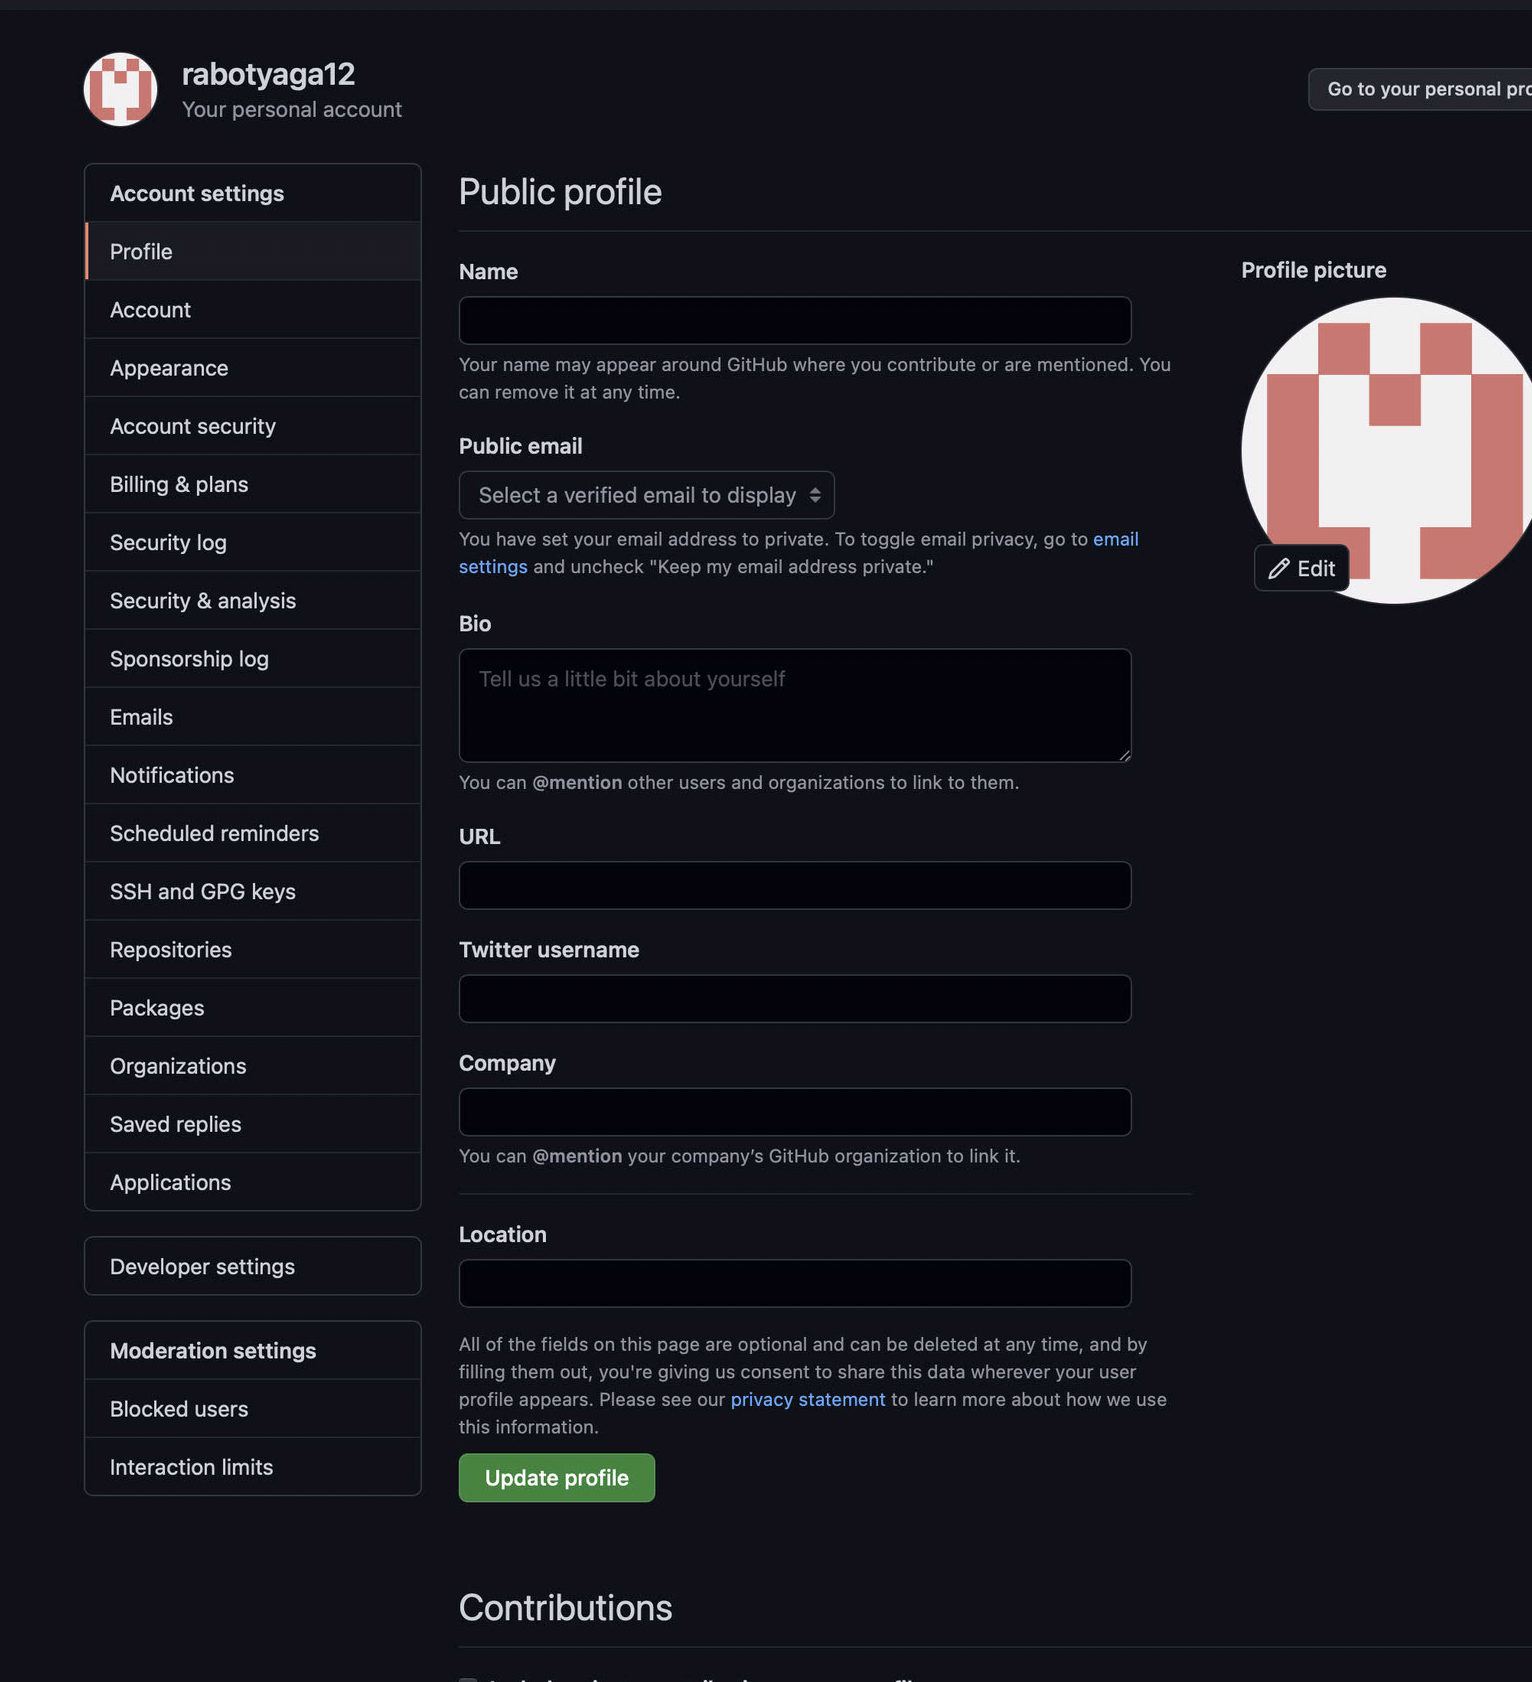 rabotyaga12
Your personal account
Go to your personal pro
Account settings
Profile
Account
Appearance
Account security
Billing & plans
Security log
Security & analysis
Sponsorship log
Emails
Notifications
Scheduled reminders
SSH and GPG keys
Repositories
Packages
Organizations
Saved replies
Applications
Developer settings
Moderation settings
Blocked users
Interaction limits
Public profile
Name
Your name may appear around GitHub where you contribute or are mentioned. You
can remove it at any time.
Public email
Select a verified email to display
You have set your email address to private. To toggle email privacy, go to email
settings and uncheck "Keep my email address private."
Bio
Tell us a little bit about yourself
You can @mention other users and organizations to link to them.
URL
Twitter username
Company
You can @mention your company’s GitHub organization to link it.
Location
All of the fields on this page are optional and can be deleted at any time, and by
filling them out, you're giving us consent to share this data wherever your user
profile appears. Please see our privacy statement to learn more about how we use
this information.
Update profile
Profile picture
Edit
Contributions